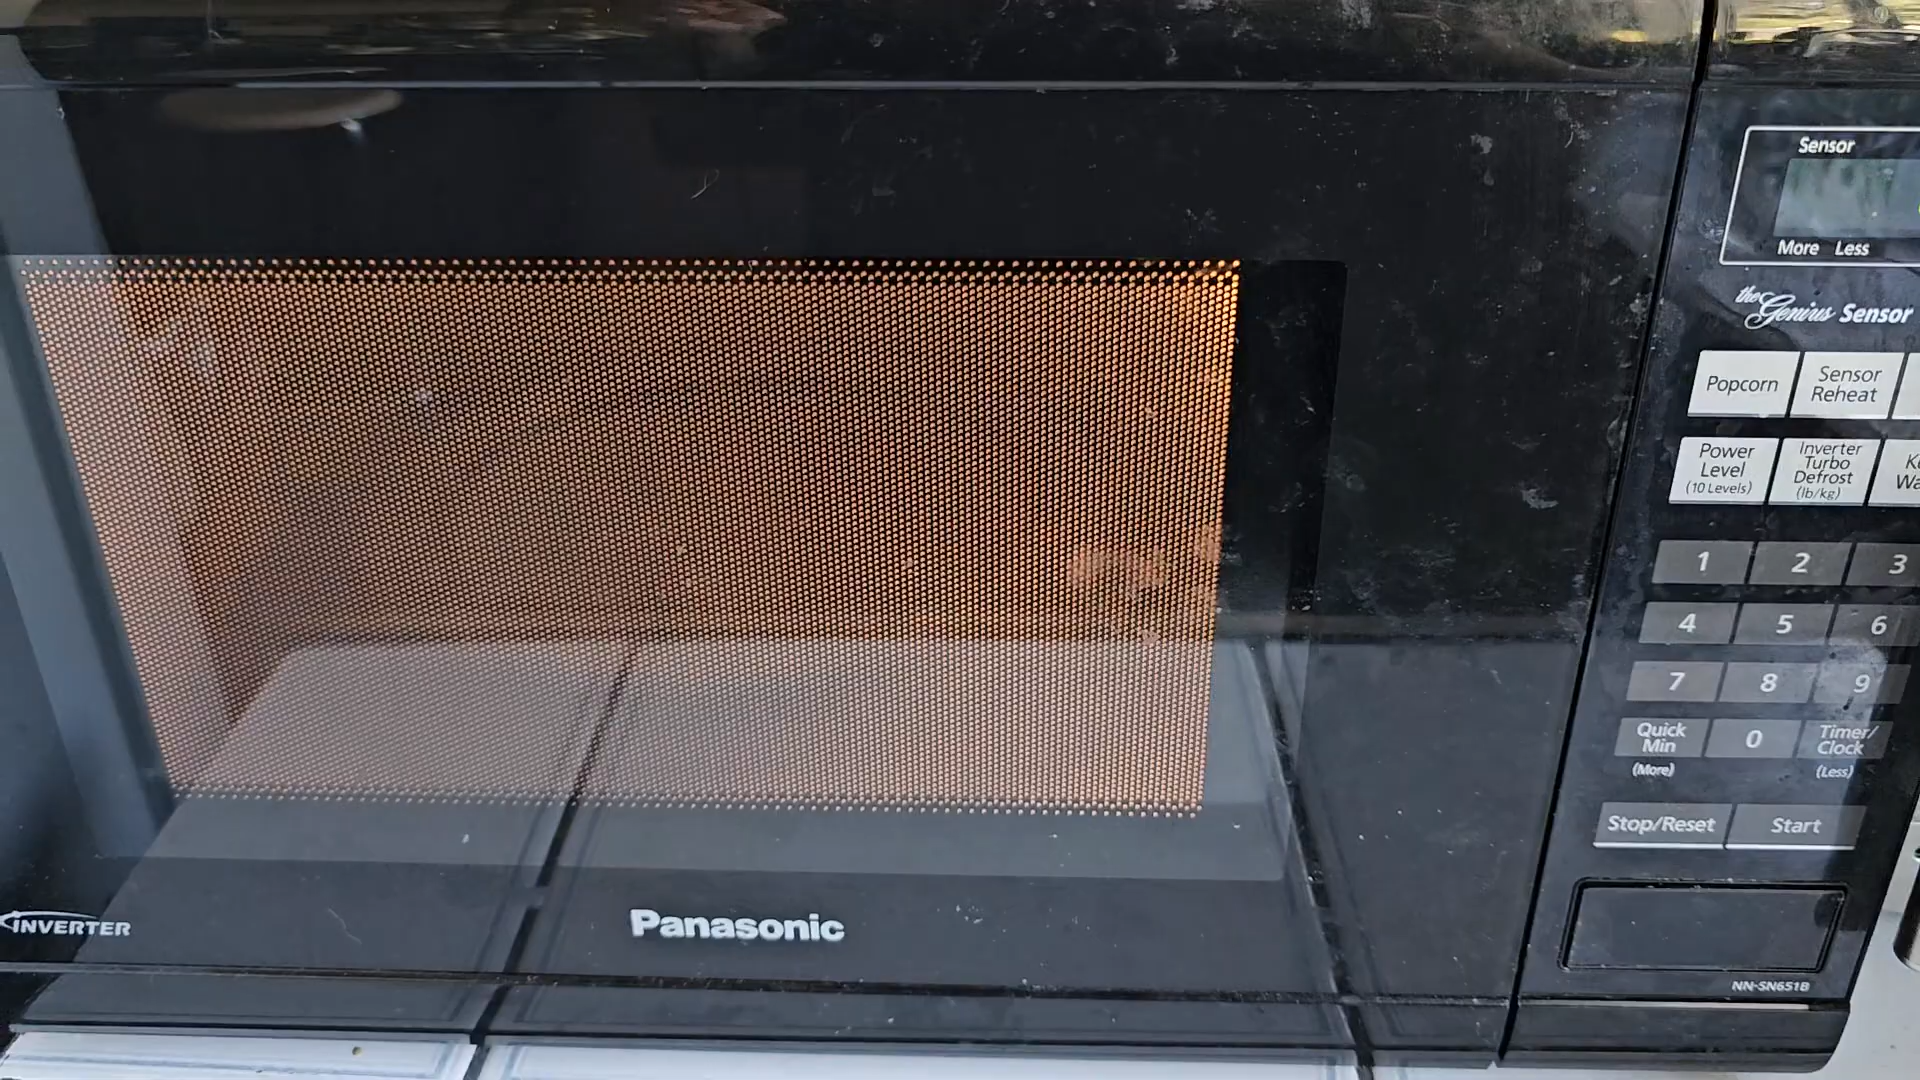 Sensor
More Less
the Genius Sensor
Popcorn
Sensor
Reheat
Power
Level
(10 Levels)
Inverter
Turbo
Defrost
(lb/kg)
1 2 3
4 5 6
7 8 9
Quick
Min
(More)
0
Timer/
Clock
(Less)
Stop/Reset
Start
INVERTER
Panasonic
NN-SN651B